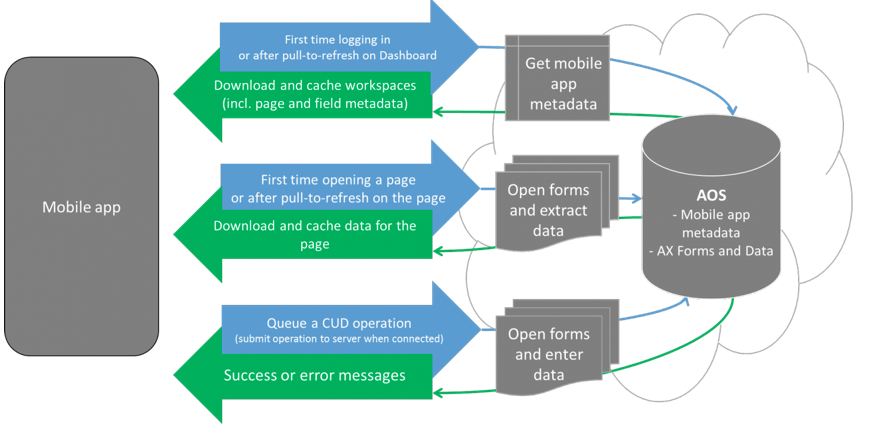 First time logging in
or after pull-to-refresh on Dashboard
Download and cache workspaces
(incl. page and field metadata)
Get mobile
app
metadata
Mobile app
First time opening a page
or after pull-to-refresh on the page
Download and cache data for the
page
Open forms
and extract
data
AOS
- Mobile app
metadata
- AX Forms and Data
Queue a CUD operation
(submit operation to server when connected)
Success or error messages
Open forms
and enter
data